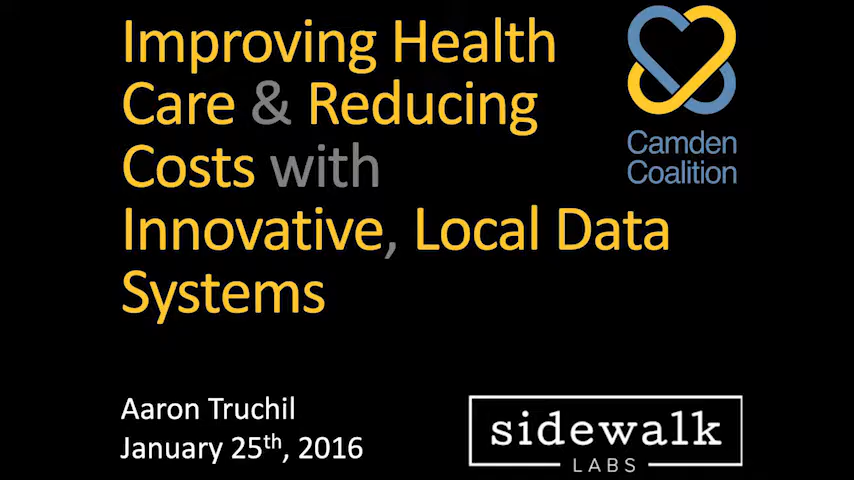 Improving Health
Care & Reducing
Costs with
Innovative, Local Data
Systems
Camden
Coalition
Aaron Truchil
January 25th, 2016
sidewalk
LABS